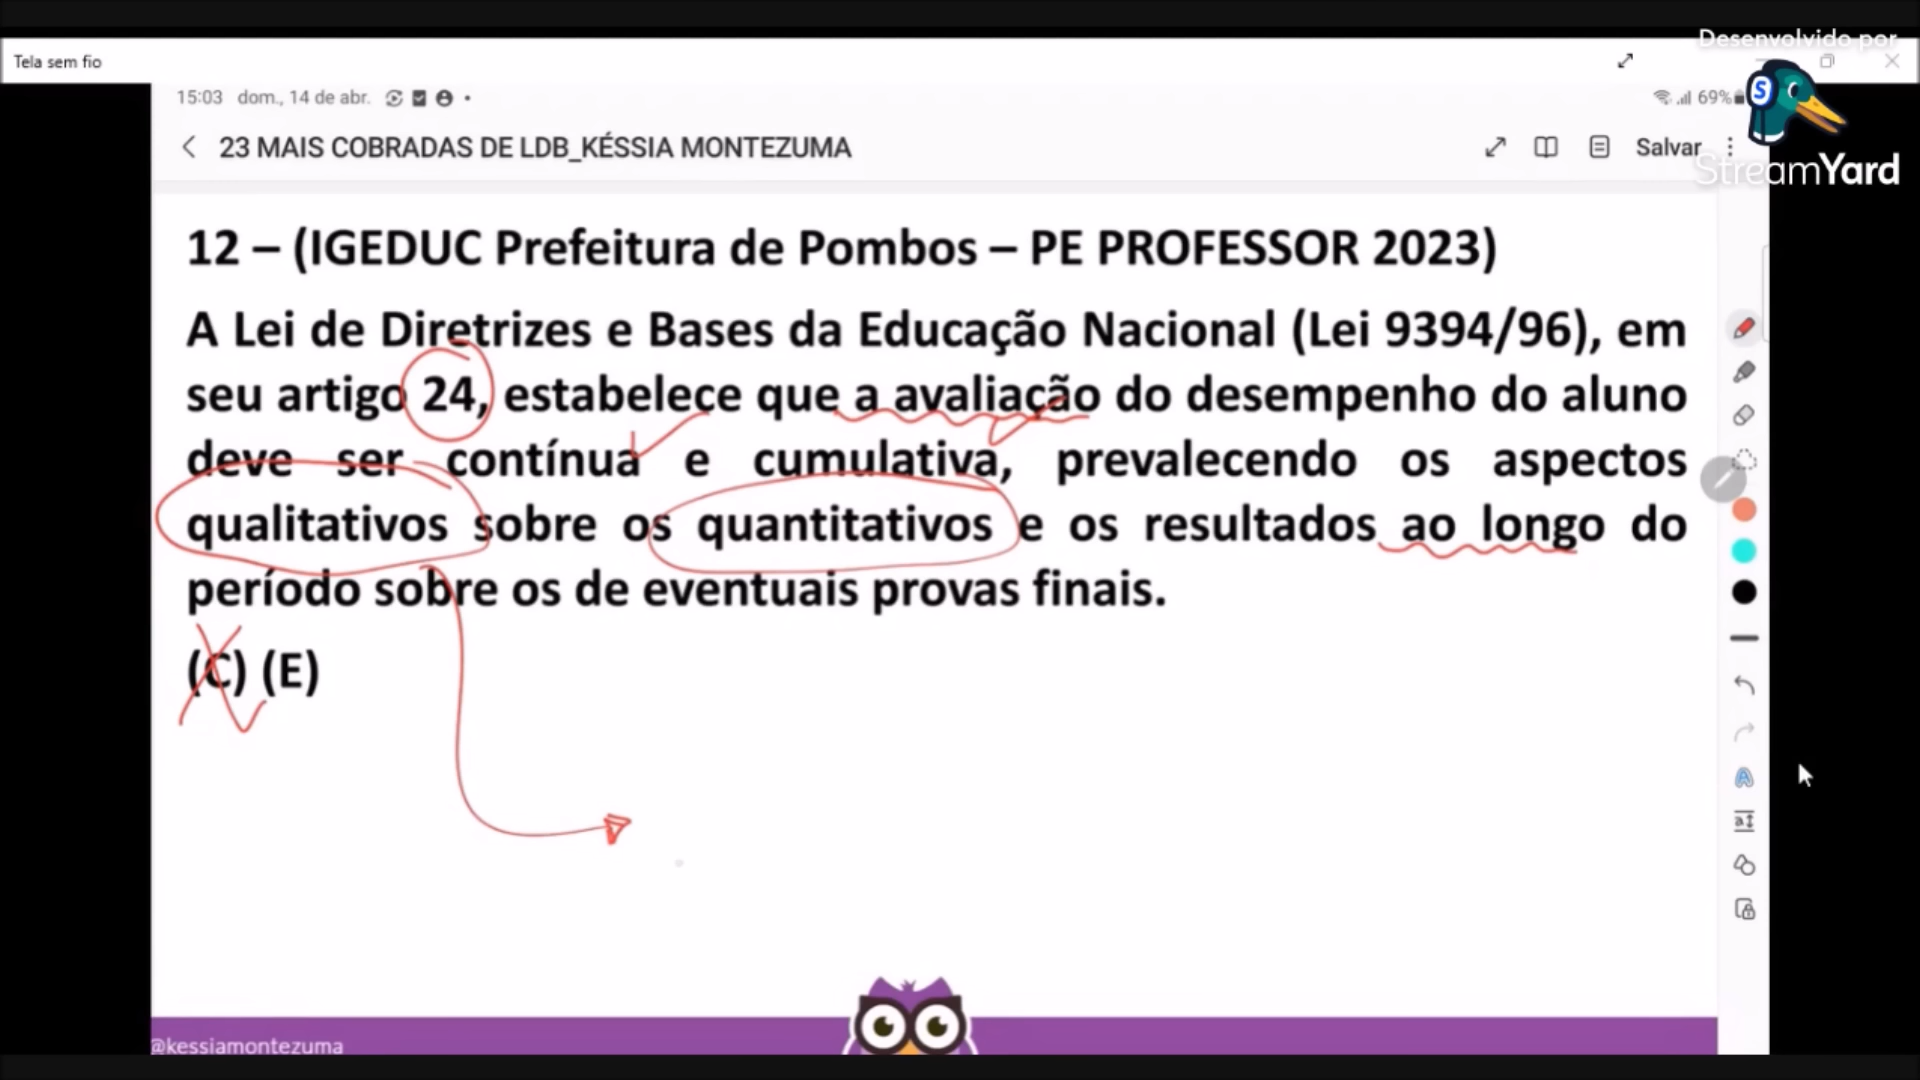 Desenvolvido por
Tela sem fio
15:03 dom., 14 de abr.
69%
23 MAIS COBRADAS DE LDB_KÉSSIA MONTEZUMA
Salvar
StreamYard
12 – (IGEDUC Prefeitura de Pombos – PE PROFESSOR 2023)
A Lei de Diretrizes e Bases da Educação Nacional (Lei 9394/96), em
seu artigo 24, estabelece que a avaliação do desempenho do aluno
deve ser contínua e cumulativa, prevalecendo os aspectos
qualitativos sobre os quantitativos e os resultados ao longo do
período sobre os de eventuais provas finais.
(C) (E)
@kessiamontezuma